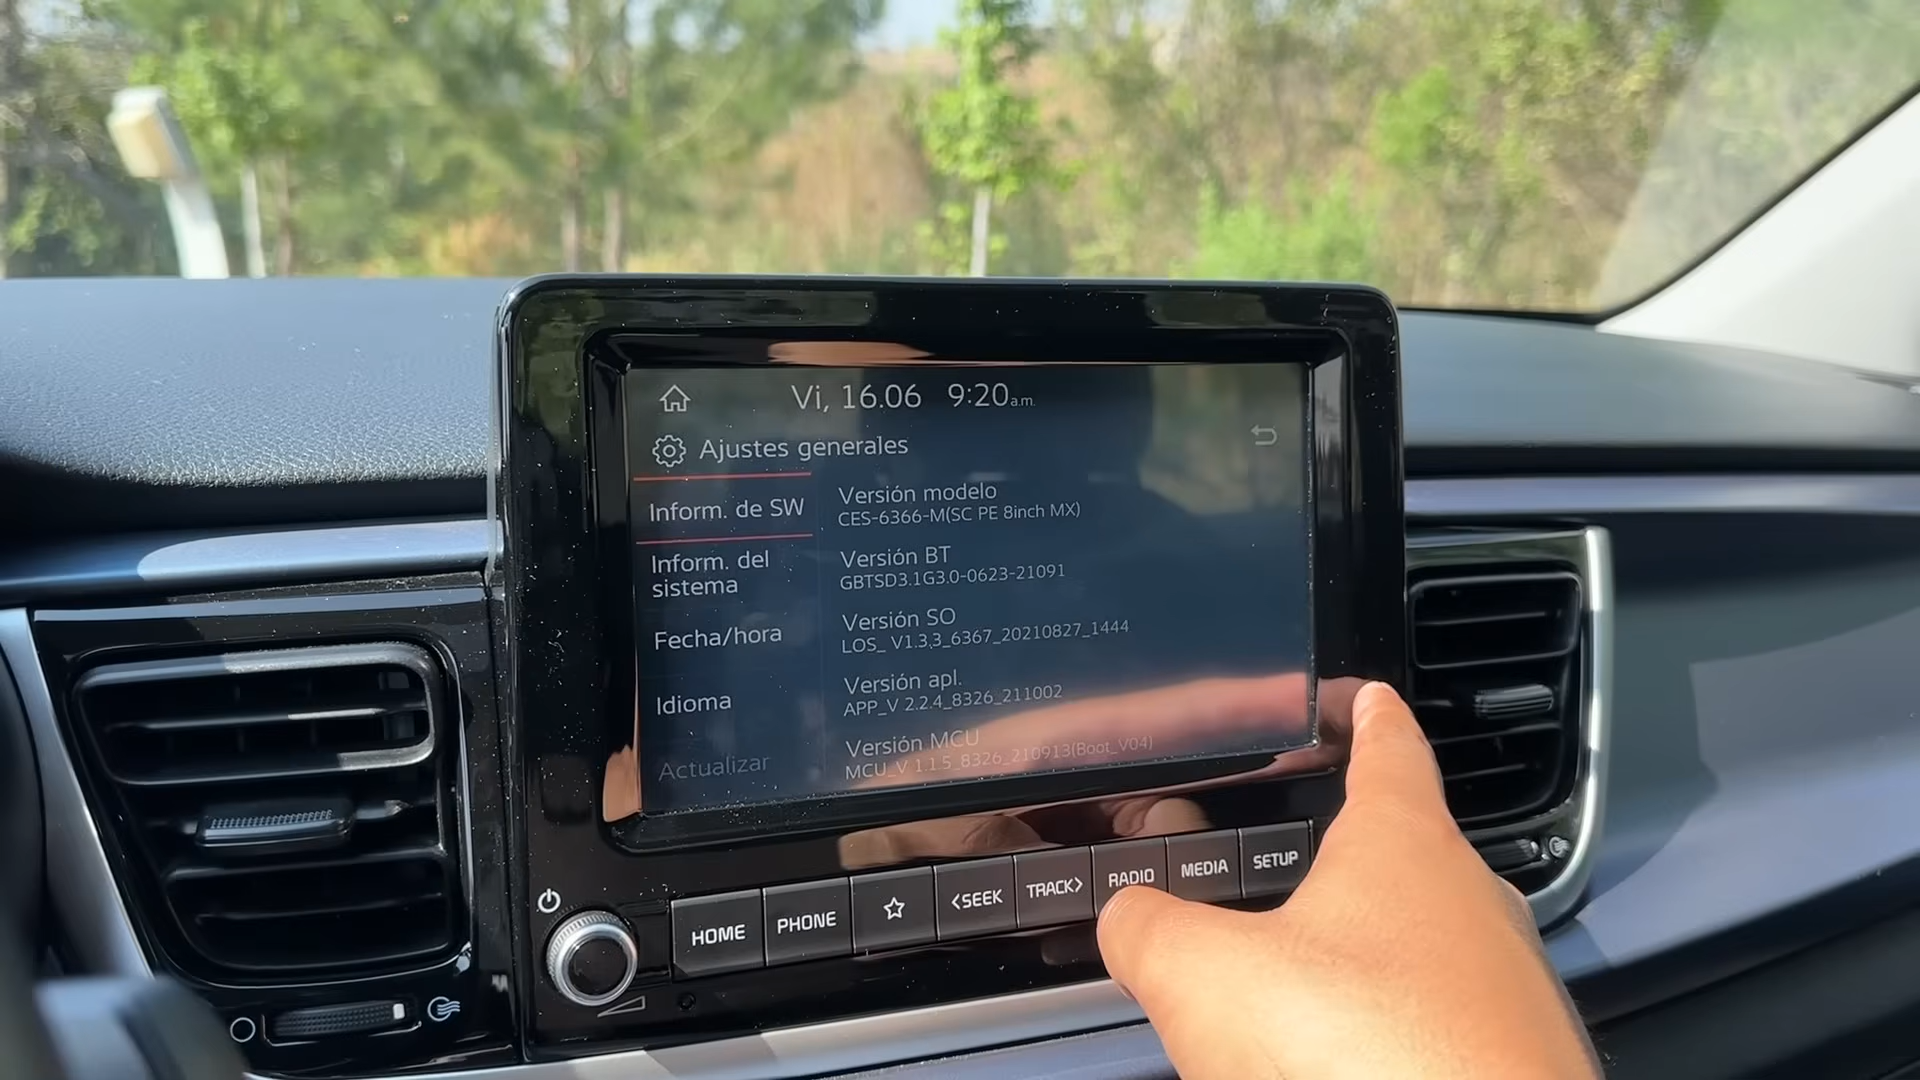 Vi, 16.06 9:20a.m.
Ajustes generales
Inform. de SW
Inform. del
sistema
Fecha/hora
Idioma
Actualizar
Versión modelo
CES-6366-M(SC PE 8inch MX)
Versión BT
GBTSD3.1G3.0-0623-21091
Versión SO
LOS_ V1.3,3_6367_20210827_1444
Versión apl.
APP_V 2.2.4_8326_211002
Versión MCU
MCU_V 1.1.5_8326_210913(Boot_V04)
HOME
PHONE
<SEEK
TRACK>
RADIO
MEDIA
SETUP